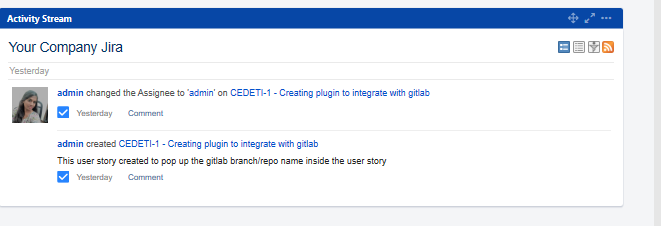 Activity Stream
Your Company Jira
Yesterday
admin changed the Assignee to 'admin' on CEDETI-1 - Creating plugin to integrate with gitlab
Yesterday Comment
admin created CEDETI-1 - Creating plugin to integrate with gitlab
This user story created to pop up the gitlab branch/repo name inside the user story
Yesterday Comment